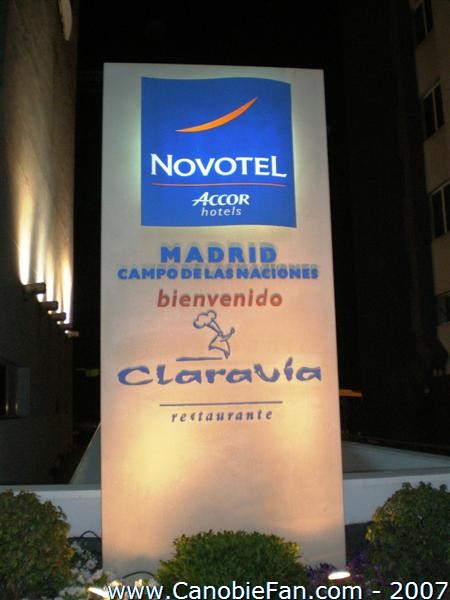 NOVOTEL
ACCOR
hotels
MADRID
CAMPO DE LAS NACIONES
bienvenido
Claravía
restaurante
www.CanobieFan.com - 2007